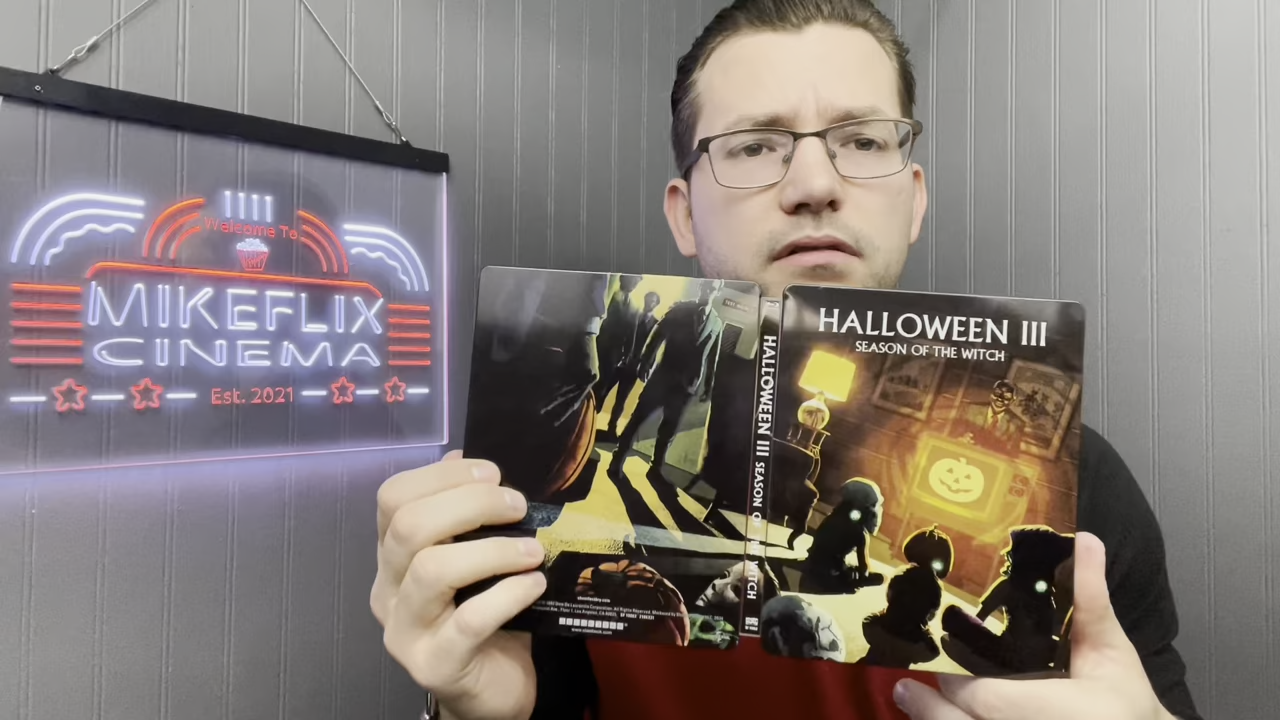 Welcome To
MIKEFLIX
CINEMA
Est. 2021
HALLOWEEN III
SEASON OF THE WITCH
HALLOWEEN III SEASON OF THE WITCH